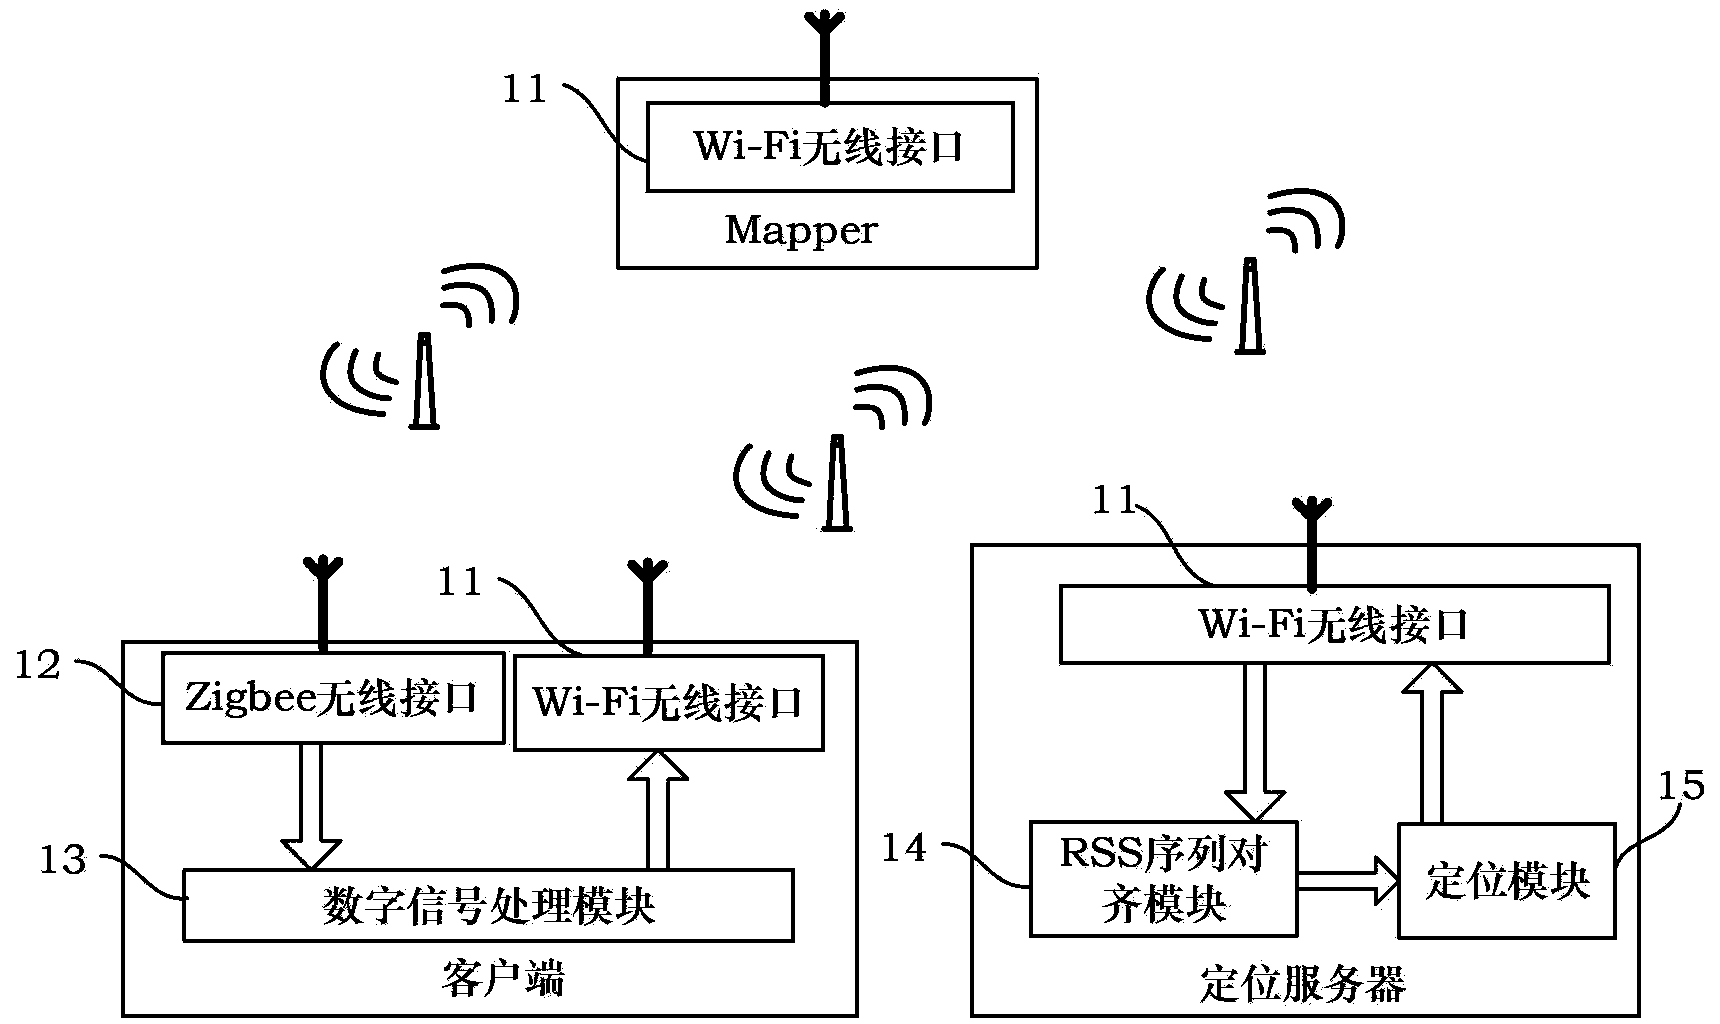 11
Wi-Fi无线接口
Mapper
11
Wi-Fi无线接口
11
12
Zigbee无线接口
Wi-Fi无线接口
13
数字信号处理模块
客户端
14
RSS序列对
齐模块
15
定位模块
定位服务器